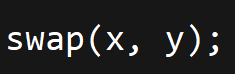 swap(x, y);